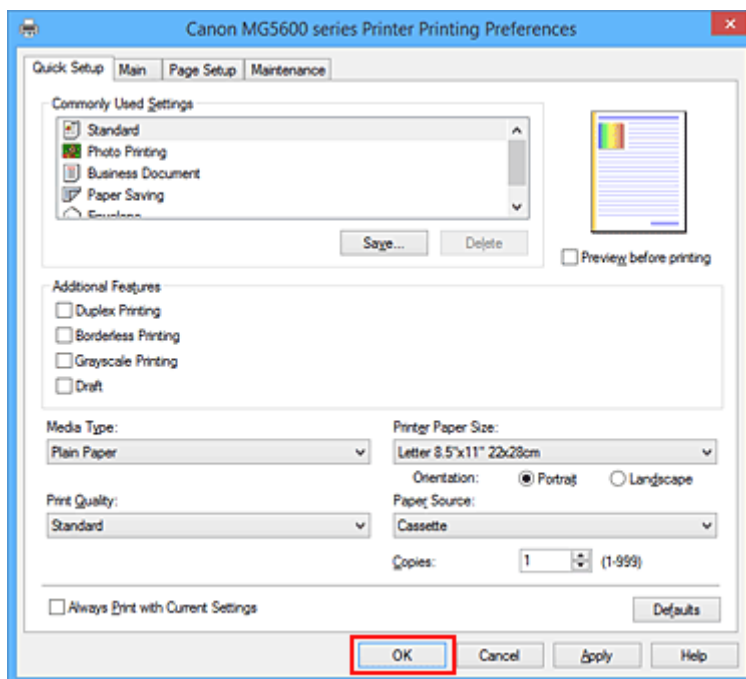 Canon MG5600 series Printer Printing Preferences
Quick Setup Main Page Setup Maintenance
Commonly Used Settings
Standard
Photo Printing
Business Document
Paper Saving
Envelope
Save... Delete
Preview before printing
Additional Features
Duplex Printing
Borderless Printing
Grayscale Printing
Draft
Media Type:
Plain Paper
Printer Paper Size:
Letter 8.5"x11" 22x28cm
Orientation: Portrait Landscape
Print Quality:
Standard
Paper Source:
Cassette
Copies: 1 (1-999)
Always Print with Current Settings
Defaults
OK Cancel Apply Help